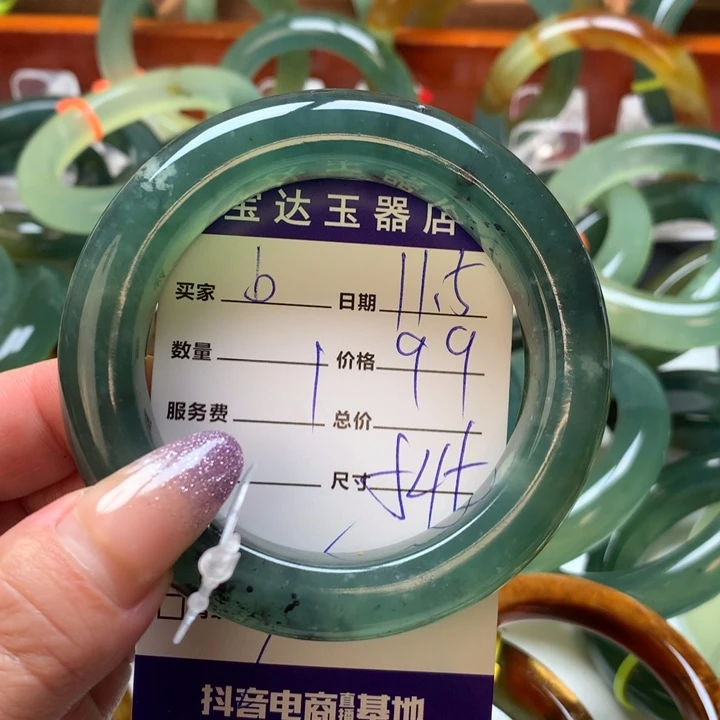 宝达玉器店
买家 b 日期 11.5
数量 1 价格 99
服务费 总价
尺寸 545
抖音电商直播基地